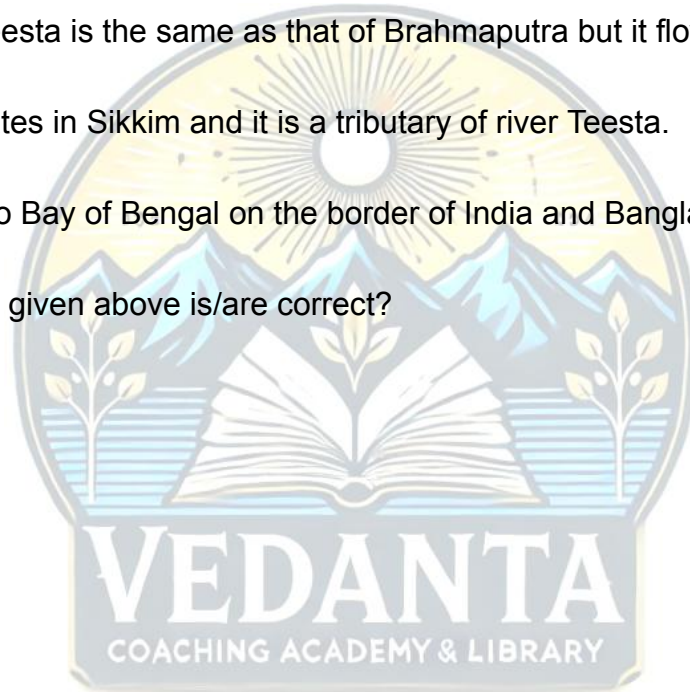 esta is the same as that of Brahmaputra but it flo
tes in Sikkim and it is a tributary of river Teesta.
o Bay of Bengal on the border of India and Bangla
given above is/are correct?
VEDANTA
COACHING ACADEMY & LIBRARY